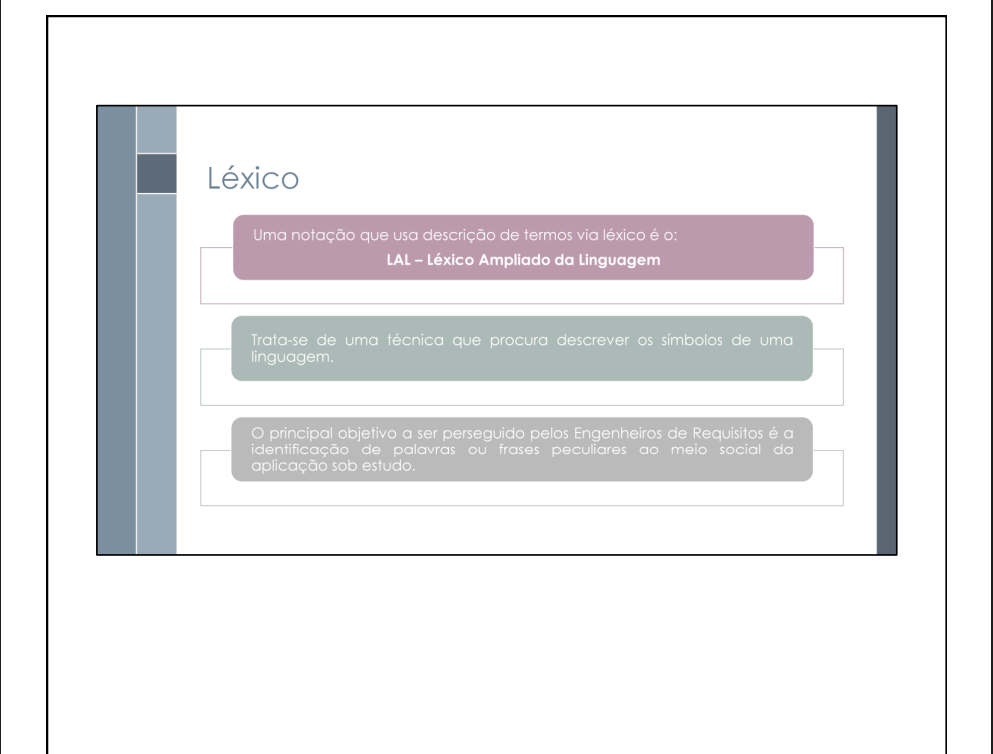 Léxico
Uma notação que usa descrição de termos via léxico é o:
LAL – Léxico Ampliado da Linguagem
Trata-se de uma técnica que procura descrever os símbolos de uma
linguagem.
O principal objetivo a ser perseguido pelos Engenheiros de Requisitos é a
identificação de palavras ou frases peculiares ao meio social da
aplicação sob estudo.